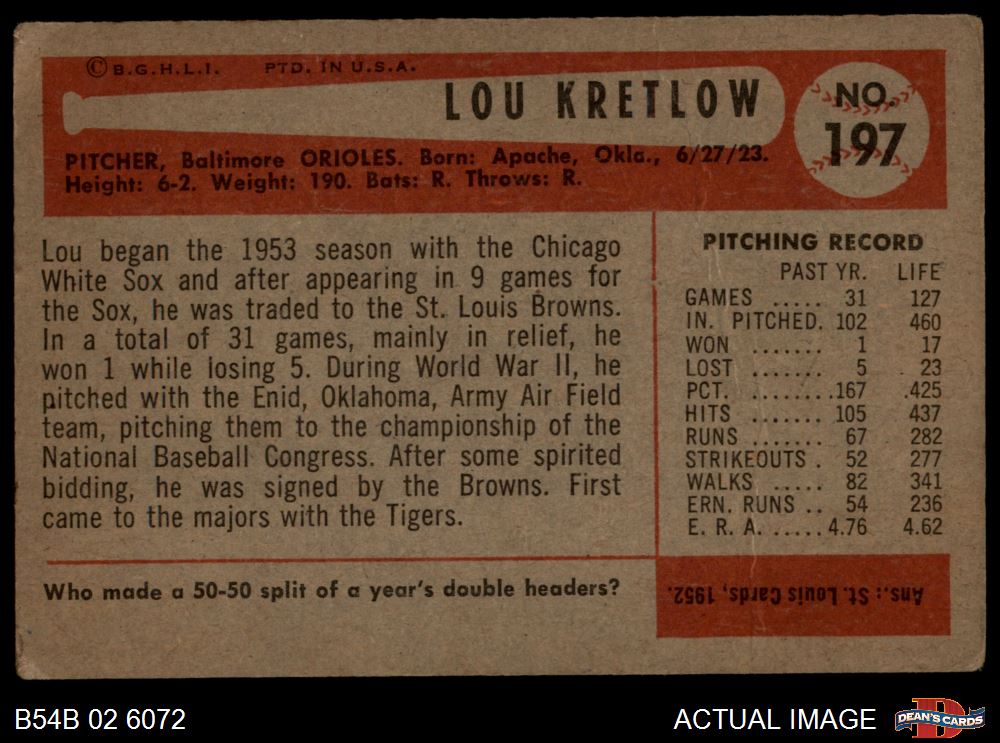 © B.G.H.L.I. PTD. IN U.S.A.
LOU KRETLOW
NO.
197
PITCHER, Baltimore ORIOLES. Born: Apache, Okla., 6/27/23.
Height: 6-2. Weight: 190. Bats: R. Throws: R.
Lou began the 1953 season with the Chicago
White Sox and after appearing in 9 games for
the Sox, he was traded to the St. Louis Browns.
In a total of 31 games, mainly in relief, he
won 1 while losing 5. During World War II, he
pitched with the Enid, Oklahoma, Army Air Field
team, pitching them to the championship of the
National Baseball Congress. After some spirited
bidding, he was signed by the Browns. First
came to the majors with the Tigers.
PITCHING RECORD
PAST YR. LIFE
GAMES ..... 31 127
IN. PITCHED. 102 460
WON ....... 1 17
LOST ....... 5 23
PCT. ....... .167 .425
HITS ....... 105 437
RUNS ....... 67 282
STRIKEOUTS . 52 277
WALKS ..... 82 341
ERN. RUNS .. 54 236
E. R. A. ..... 4.76 4.62
Who made a 50-50 split of a year's double headers?
Ans.: St. Louis Cards, 1952.
B54B 02 6072
ACTUAL IMAGE
DEAN'S CARDS